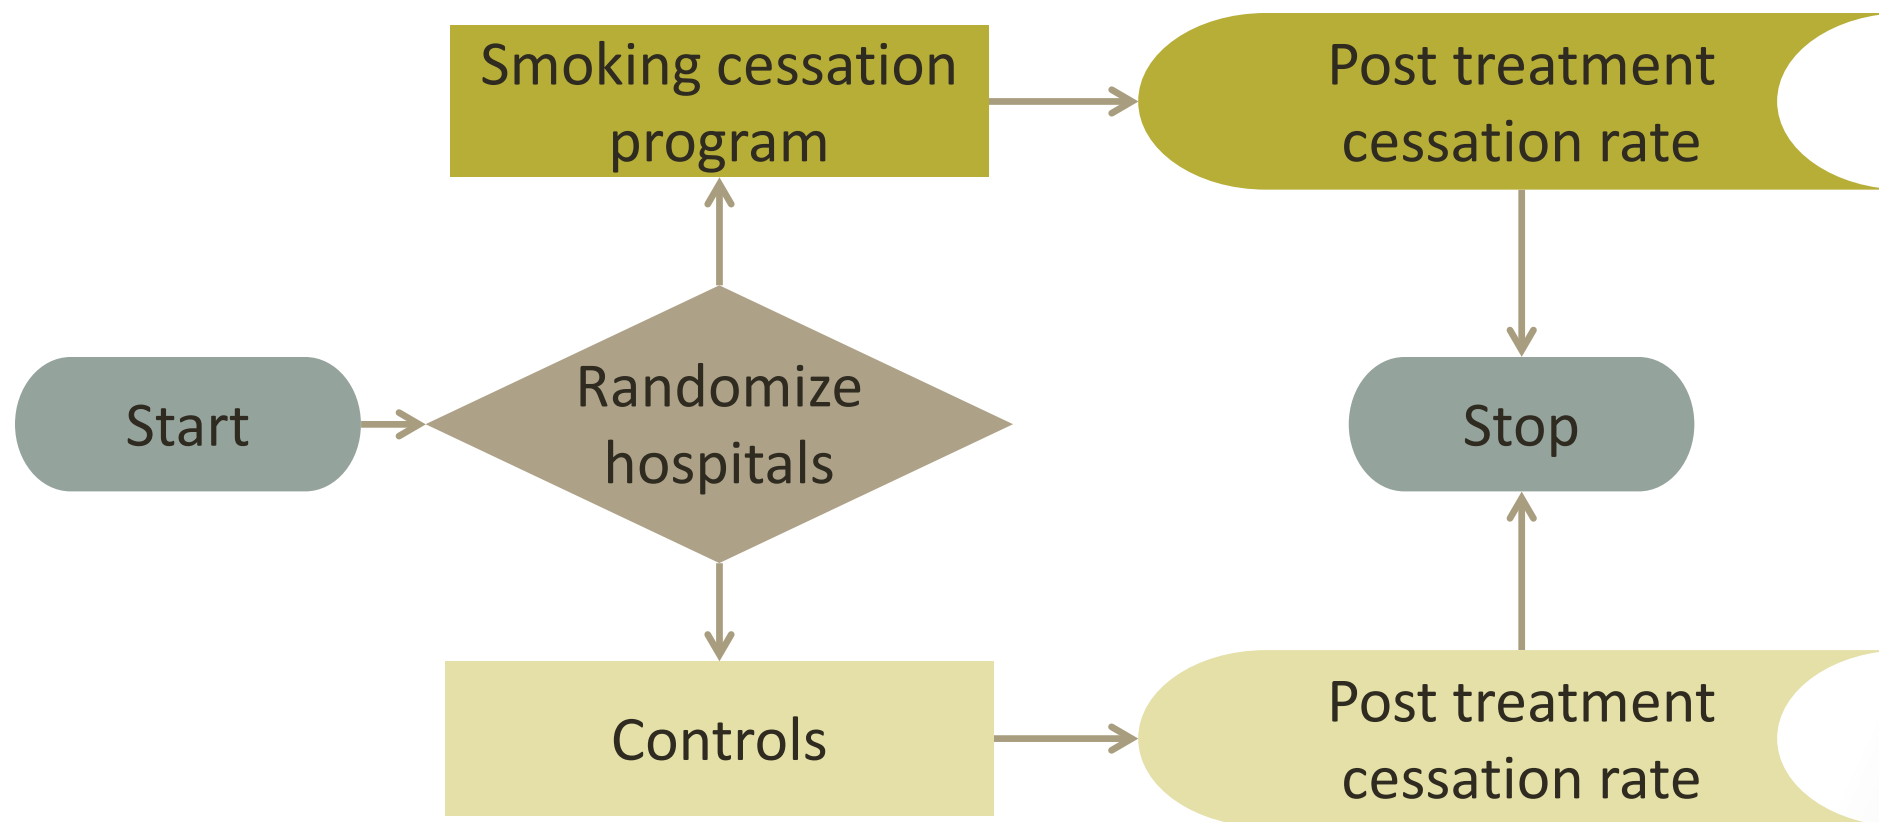 Smoking cessation
program
Post treatment
cessation rate
Start
Randomize
hospitals
Stop
Controls
Post treatment
cessation rate